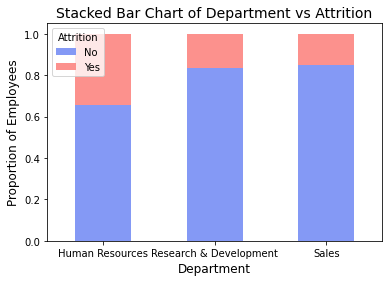 Stacked Bar Chart of Department vs Attrition
Attrition
No
Yes
Proportion of Employees
1.0
0.8
0.6
0.4
0.2
0.0
Human Resources Research & Development Sales
Department